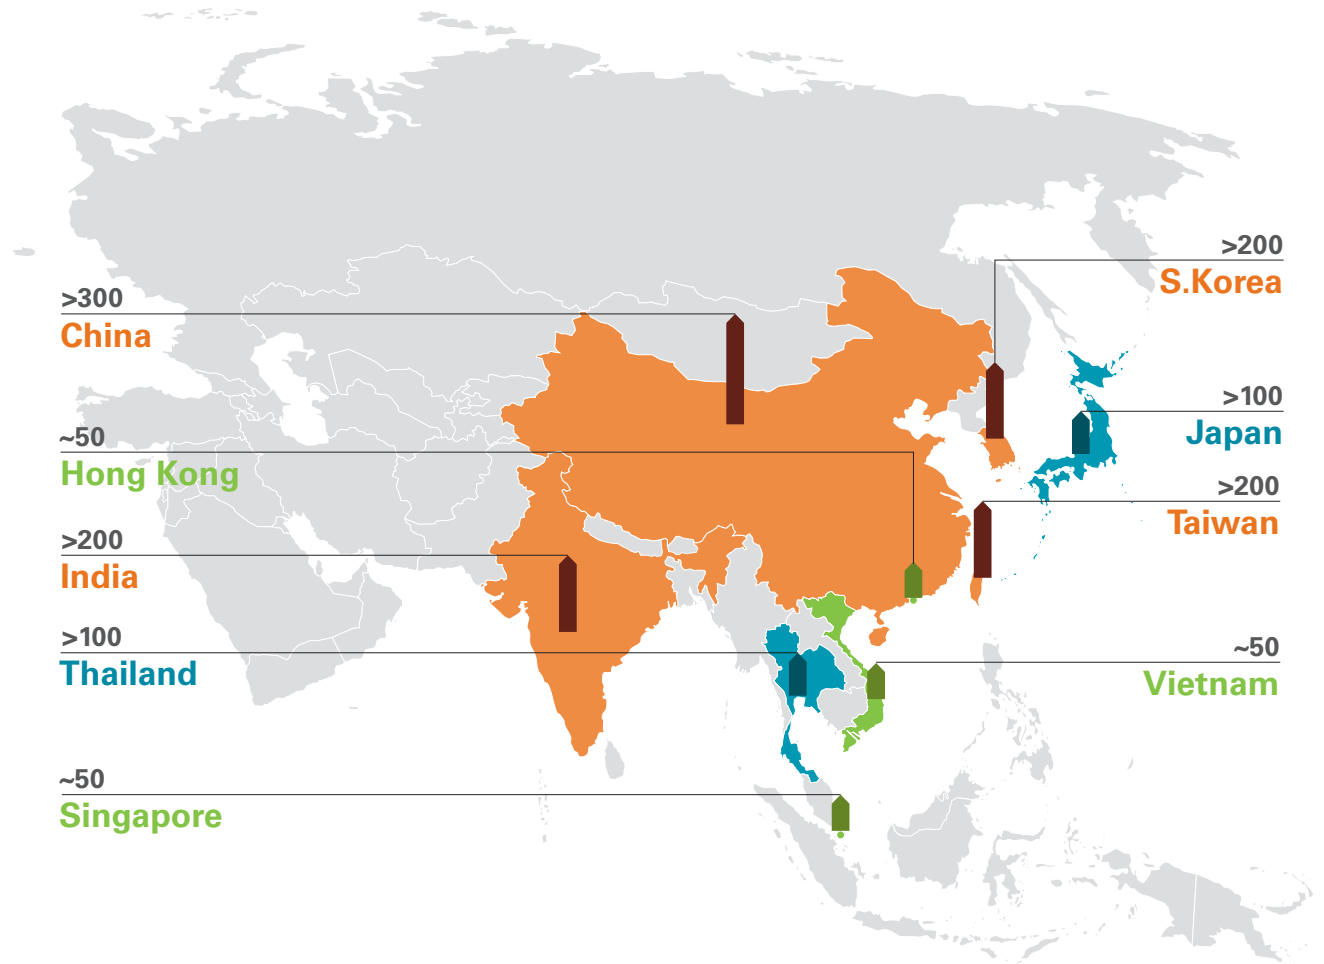 >200
S.Korea
>300
China
>100
Japan
~50
Hong Kong
>200
Taiwan
>200
India
>100
Thailand
~50
Vietnam
~50
Singapore